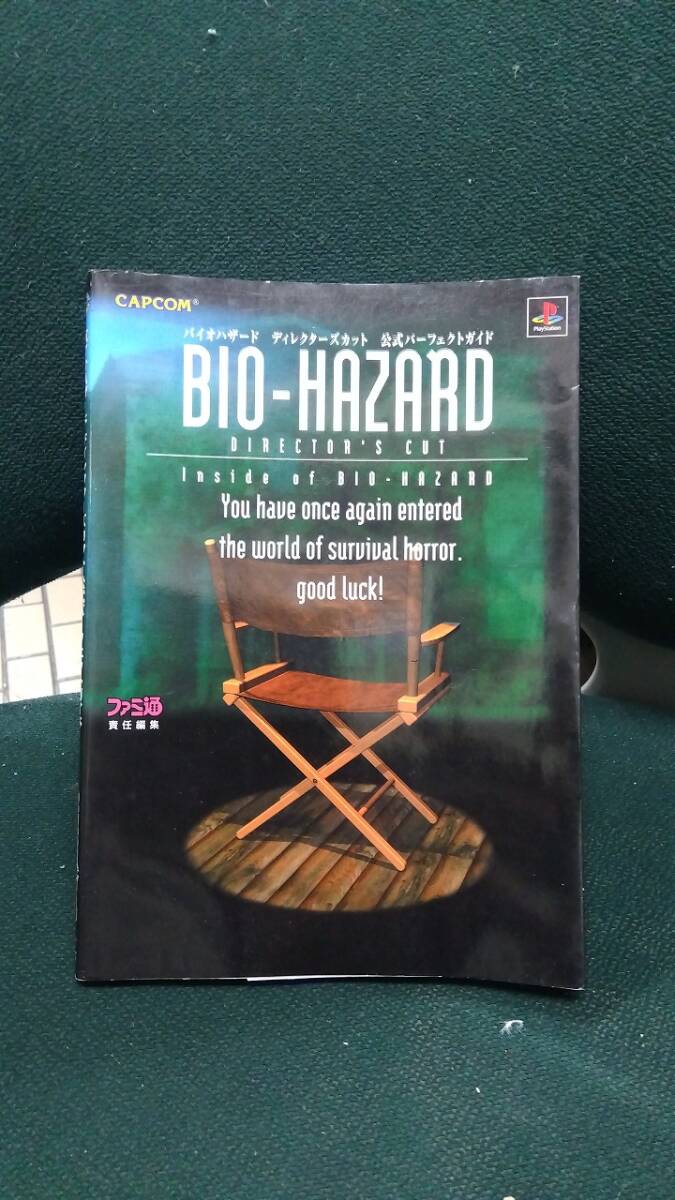 CAPCOM®
PlayStation
バイオハザード ディレクターズカット 公式パーフェクトガイド
BIO-HAZARD
DIRECTOR'S CUT
Inside of BIO-HAZARD
You have once again entered
the world of survival horror.
good luck!
ファミ通
責任編集